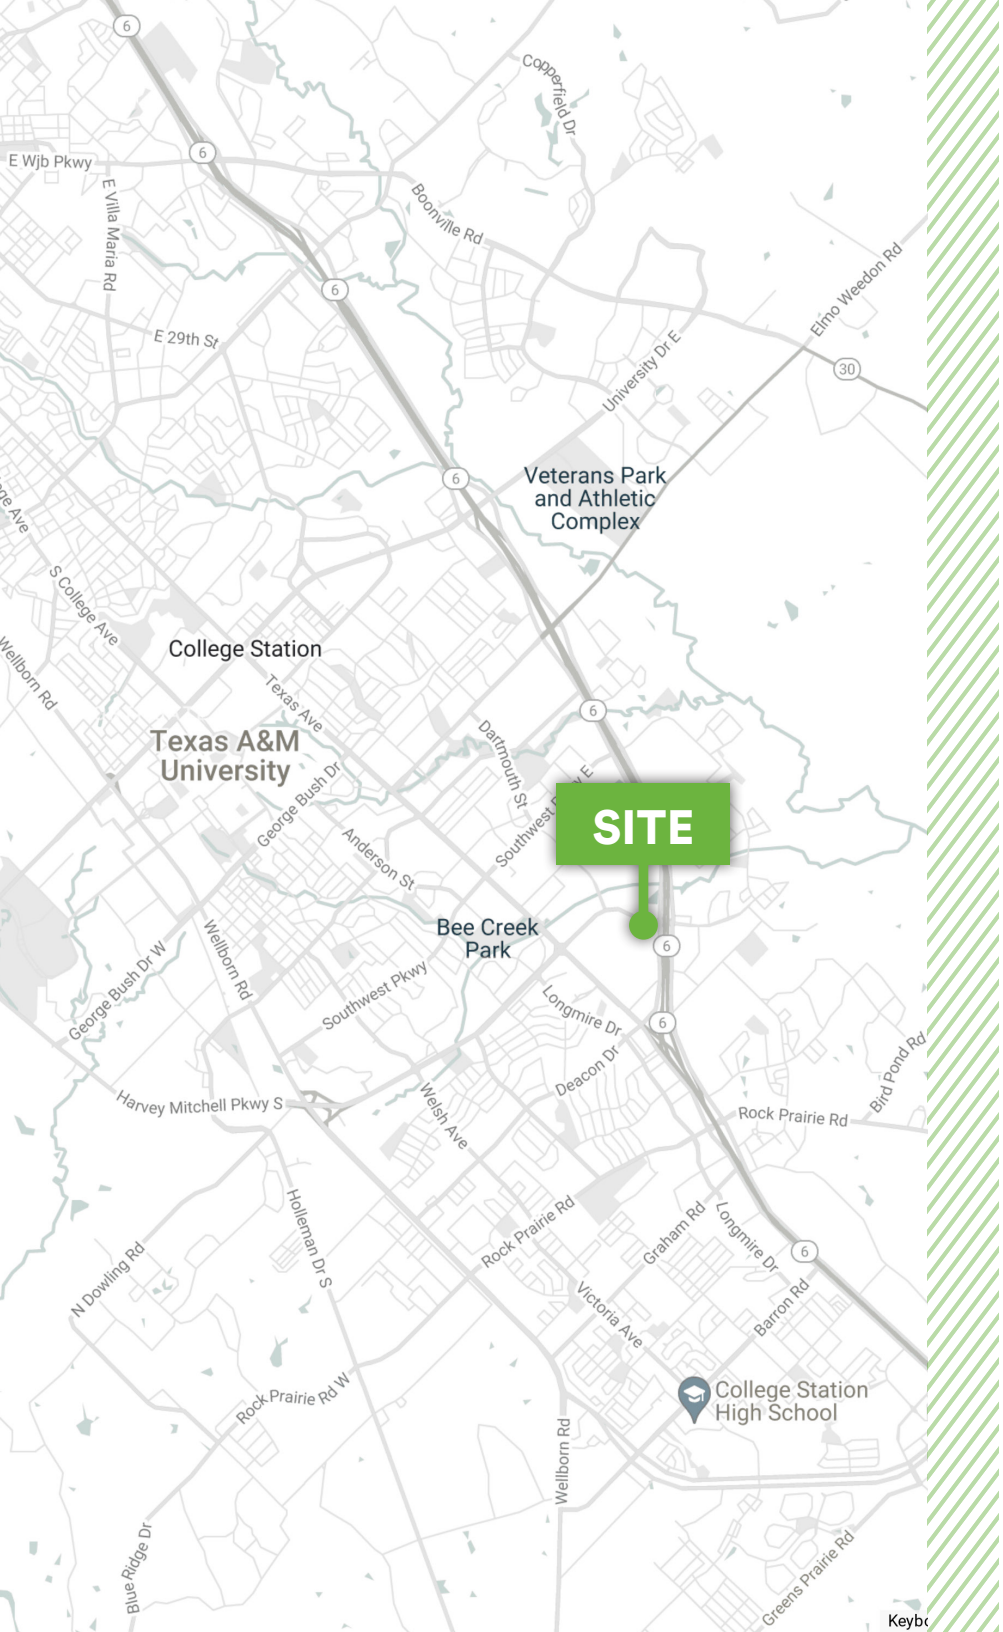 6
Copperfield Dr
6
E Wjb Pkwy
E Villa Maria Rd
Boonville Rd
Elmo Weedon Rd
6
E 29th St
University Dr E
30
6
Veterans Park
and Athletic
Complex
S College Ave
College Station
Wellborn Rd
Texas Ave
6
Texas A&M
University
Dartmouth St
George Bush Dr
SITE
Southwest
Anderson St
Bee Creek
Park
6
Wellborn Rd
George Bush Dr W
Southwest Pkwy
Longmire Dr
6
Deacon Dr
Bird Pond Rd
Harvey Mitchell Pkwy S
Welsh Ave
Rock Prairie Rd
Holleman Dr S
Rock Prairie Rd
Graham Rd
Longmire Dr
6
N Dowling Rd
Victoria Ave
Barron Rd
Rock Prairie Rd W
College Station
High School
Wellborn Rd
Blue Ridge Dr
Greens Prairie Rd